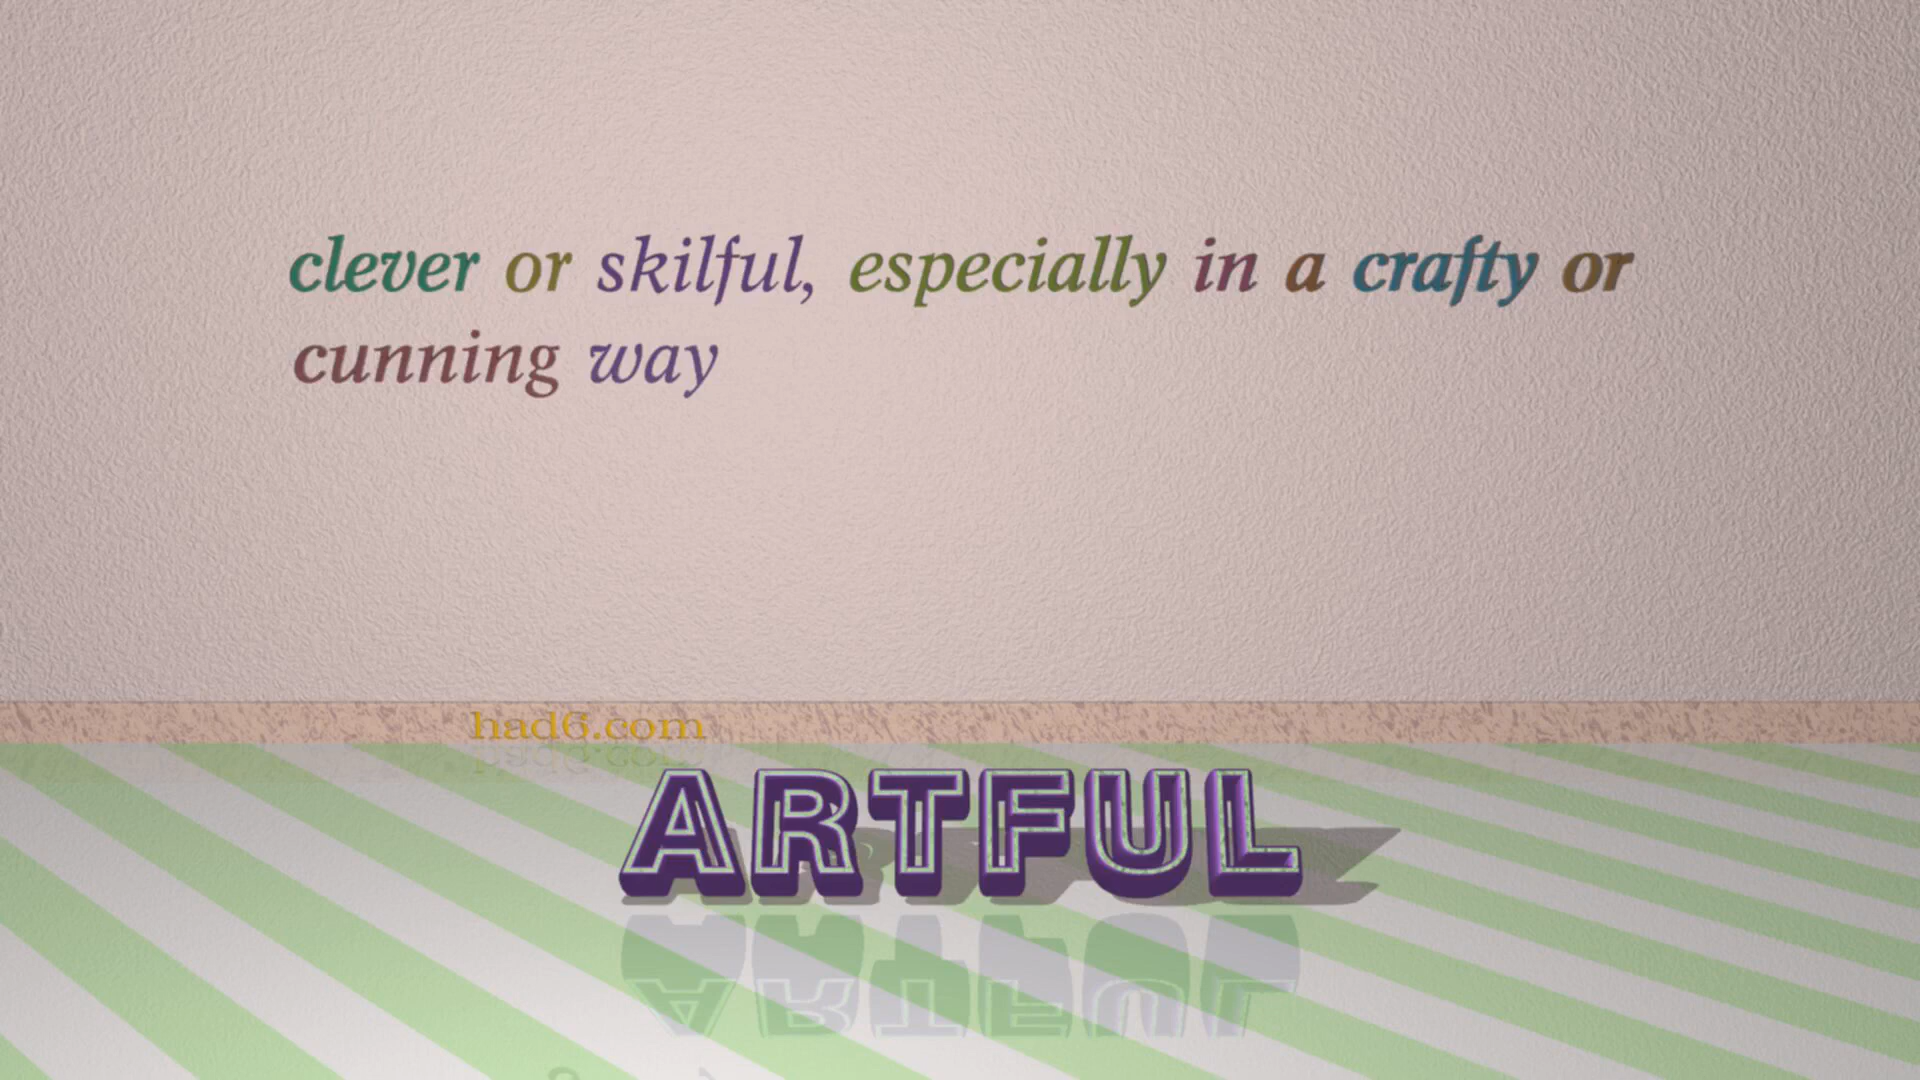 clever or skilful, especially in a crafty or
cunning way
had6.com
ARTFUL